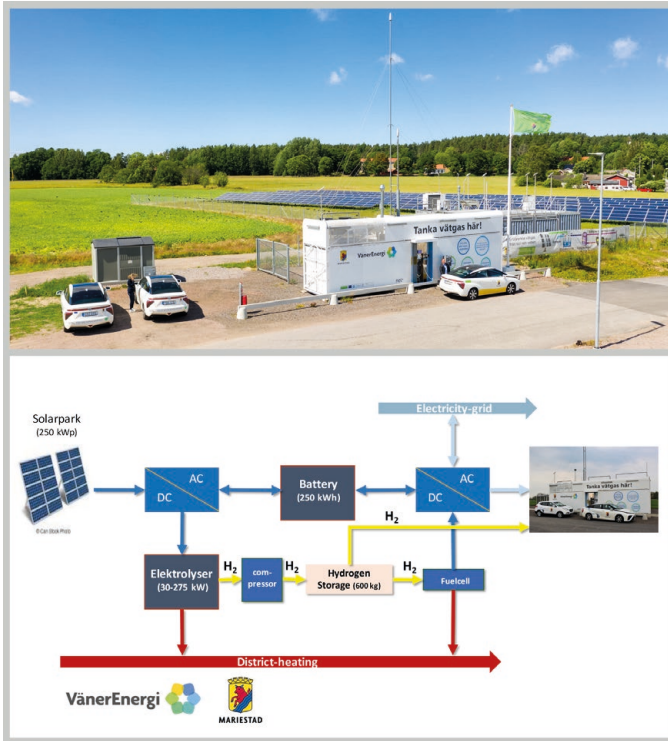 Tanka vätgas här!
VänerEnergi
Electricity-grid
Solarpark
(250 kWp)
AC
DC
Battery
(250 kWh)
AC
DC
Tanka vätgas här!
© Can Stock Photo
H2
Elektrolyser
(30-275 kW)
H2
com-
pressor
H2
Hydrogen
Storage (600 kg)
H2
Fuelcell
District-heating
VänerEnergi
MARIESTAD